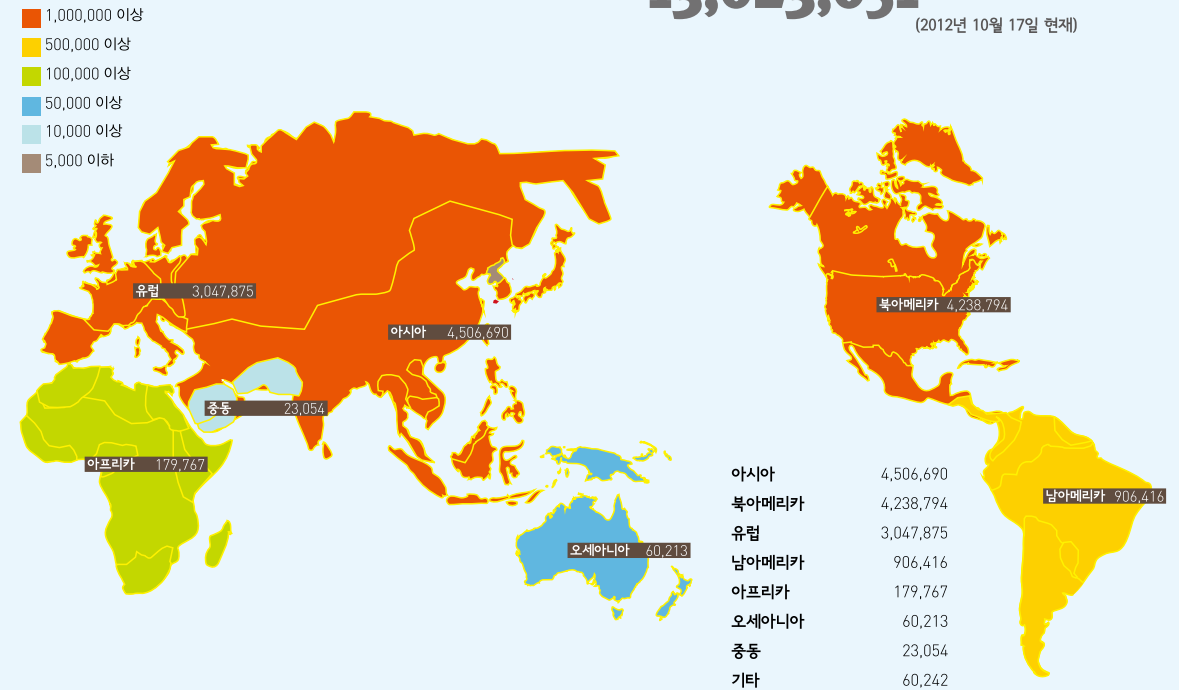 1,000,000 이상
500,000 이상
100,000 이상
50,000 이상
10,000 이상
5,000 이하
(2012년 10월 17일 현재)
유럽 3,047,875
아시아 4,506,690
북아메리카 4,238,794
중동 23,054
아프리카 179,767
남아메리카 906,416
오세아니아 60,213
아시아 4,506,690
북아메리카 4,238,794
유럽 3,047,875
남아메리카 906,416
아프리카 179,767
오세아니아 60,213
중동 23,054
기타 60,242